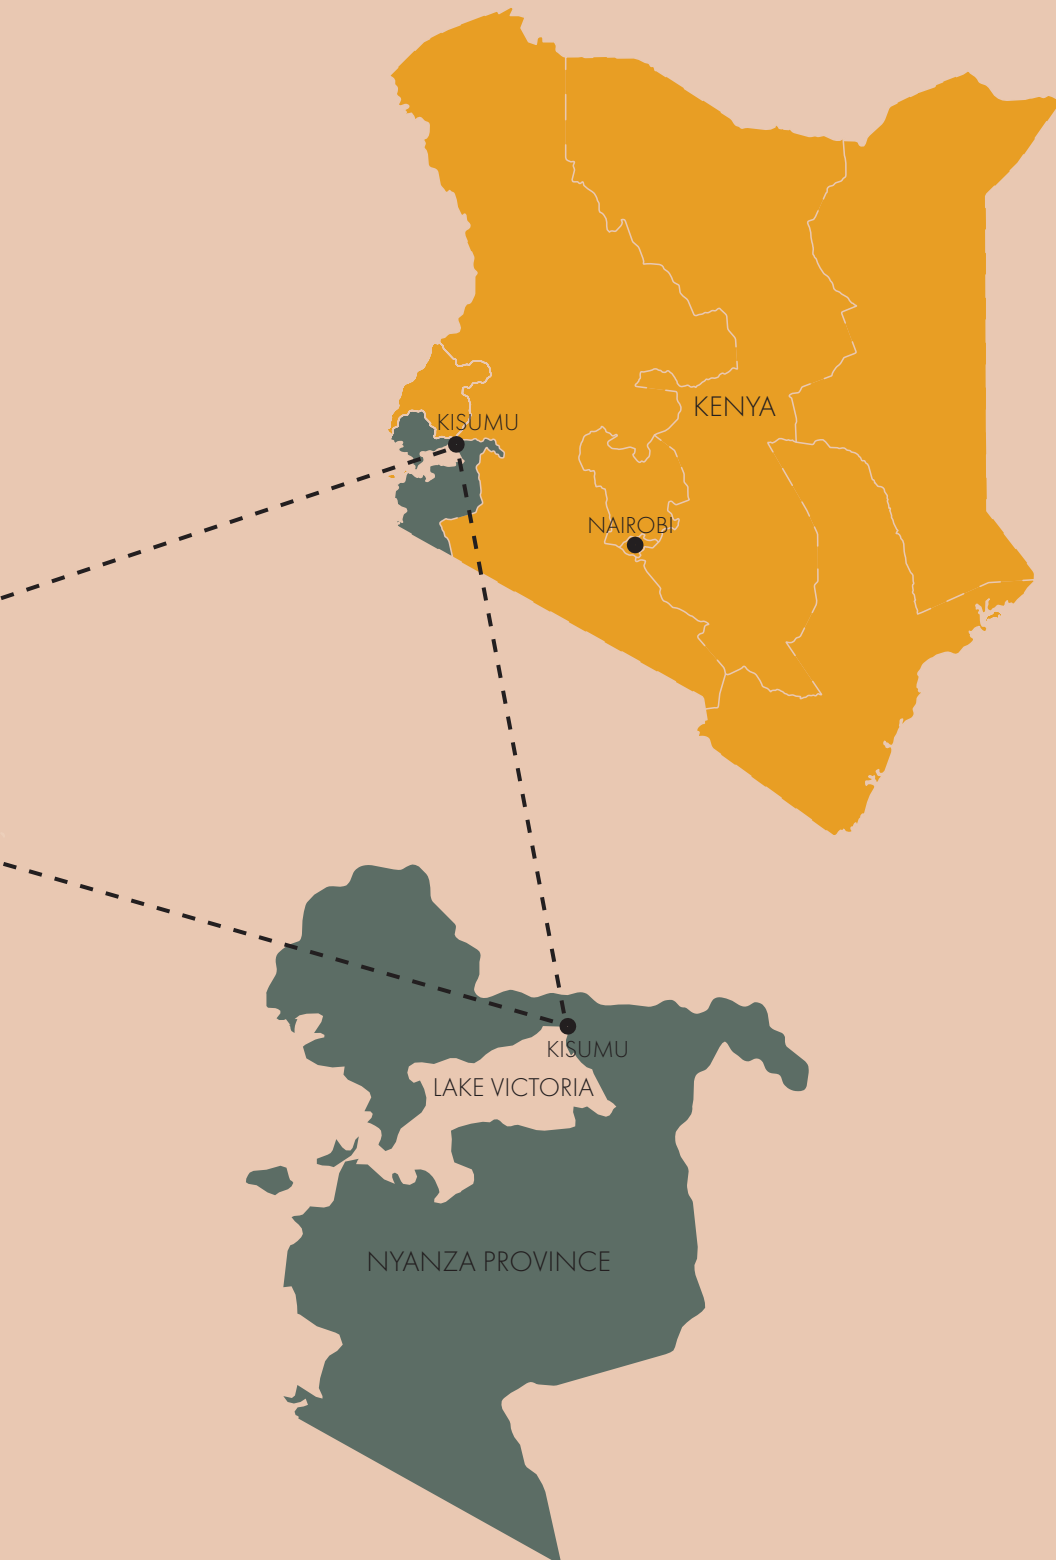 KENYA
KISUMU
NAIROBI
KISUMU
LAKE VICTORIA
NYANZA PROVINCE